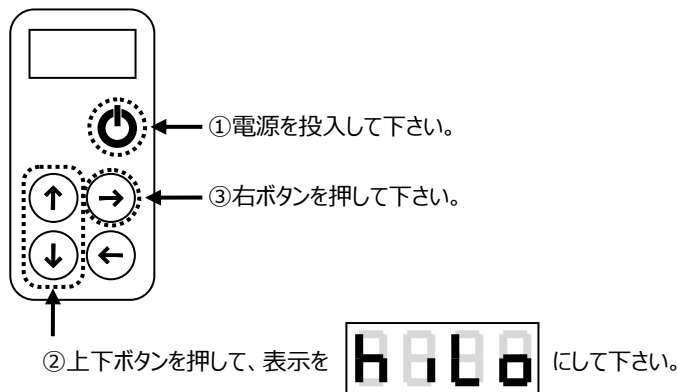 ①電源を投入して下さい。
③右ボタンを押して下さい。
②上下ボタンを押して、表示を hiLo にして下さい。